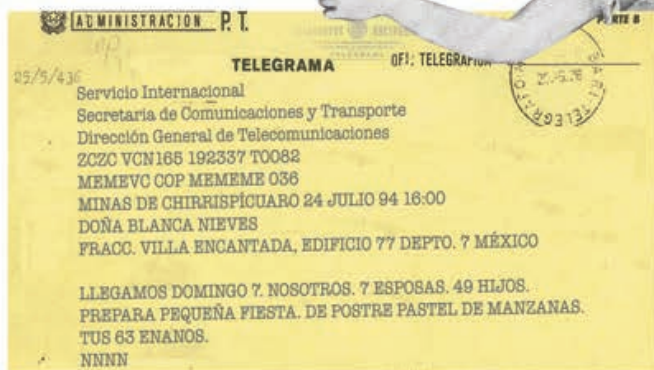 ADMINISTRACION P. T.
TELEGRAMA
OFI: TELEGRAFICA
25/5/436
Servicio Internacional
Secretaria de Comunicaciones y Transporte
Dirección General de Telecomunicaciones
ZCZC VCN165 192337 T0082
MEMEVC COP MEMEME 036
MINAS DE CHIRRISPÍCUARO 24 JULIO 94 16:00
DOÑA BLANCA NIEVES
FRACC. VILLA ENCANTADA, EDIFICIO 77 DEPTO. 7 MÉXICO
LLEGAMOS DOMINGO 7. NOSOTROS. 7 ESPOSAS. 49 HIJOS.
PREPARA PEQUEÑA FIESTA. DE POSTRE PASTEL DE MANZANAS.
TUS 63 ENANOS.
NNNN